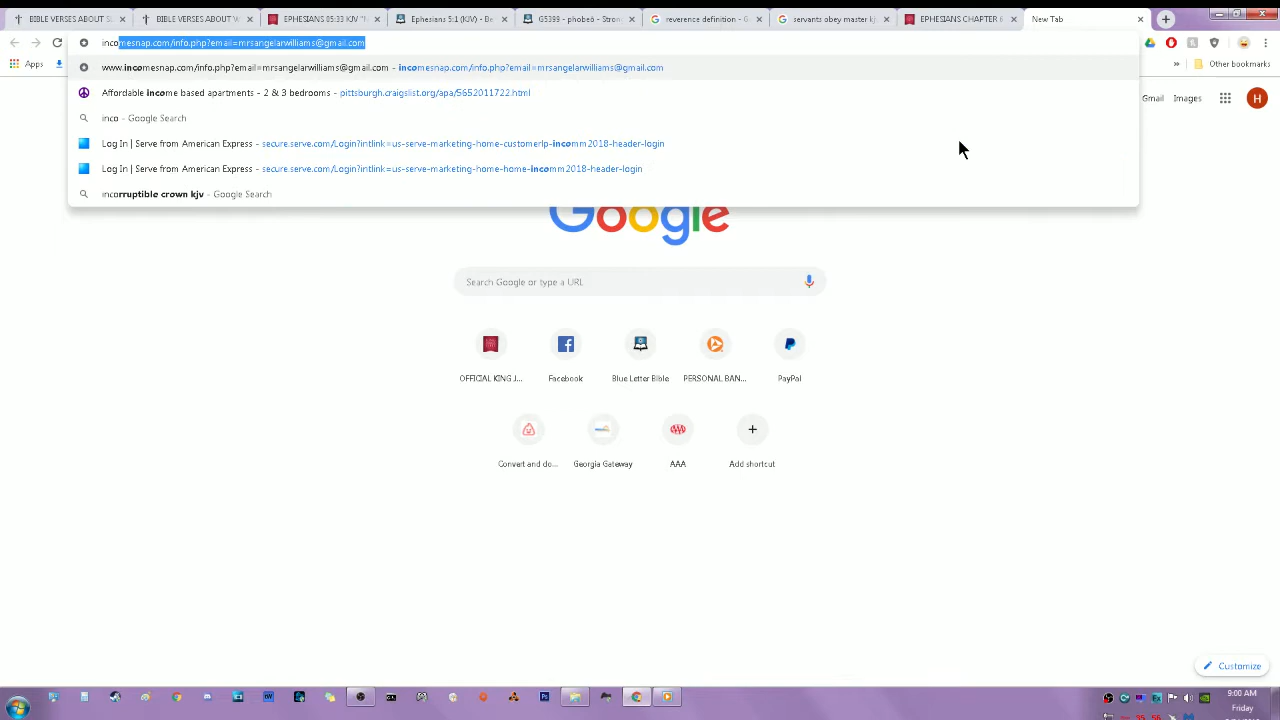 BIBLE VERSES ABOUT S
BIBLE VERSES ABOUT W
EPHESIANS 05:33 KJV "
Ephesians 5:1 (KJV) - B
- Stron
reverence definition - G
servants obey master kj
EPHESIANS CHAPTER 6
New Tab
incomesnap.com/info.php?email=mrsangelarwilliams@gmail.com
www.incomesnap.com/info.php?email=mrsangelarwilliams@gmail.com - incomesnap.com/info.php?email=mrsangelarwilliams@gmail.com
Apps
Other bookmarks
Affordable income based apartments - 2 & 3 bedrooms - pittsburgh.craigslist.org/apa/5652011722.html
Gmail Images
H
inco - Google Search
Log In | Serve from American Express - secure.serve.com/Login?intlink=us-serve-marketing-home-customerlp-incomm2018-header-login
Log In | Serve from American Express - secure.serve.com/Login?intlink=us-serve-marketing-home-home-incomm2018-header-login
incorruptible crown kjv - Google Search
Google
Search Google or type a URL
OFFICIAL KING J...
Facebook
Blue Letter Bible
PERSONAL BAN...
PayPal
Convert and do...
Georgia Gateway
AAA
Add shortcut
Customize
9:00 AM
Friday